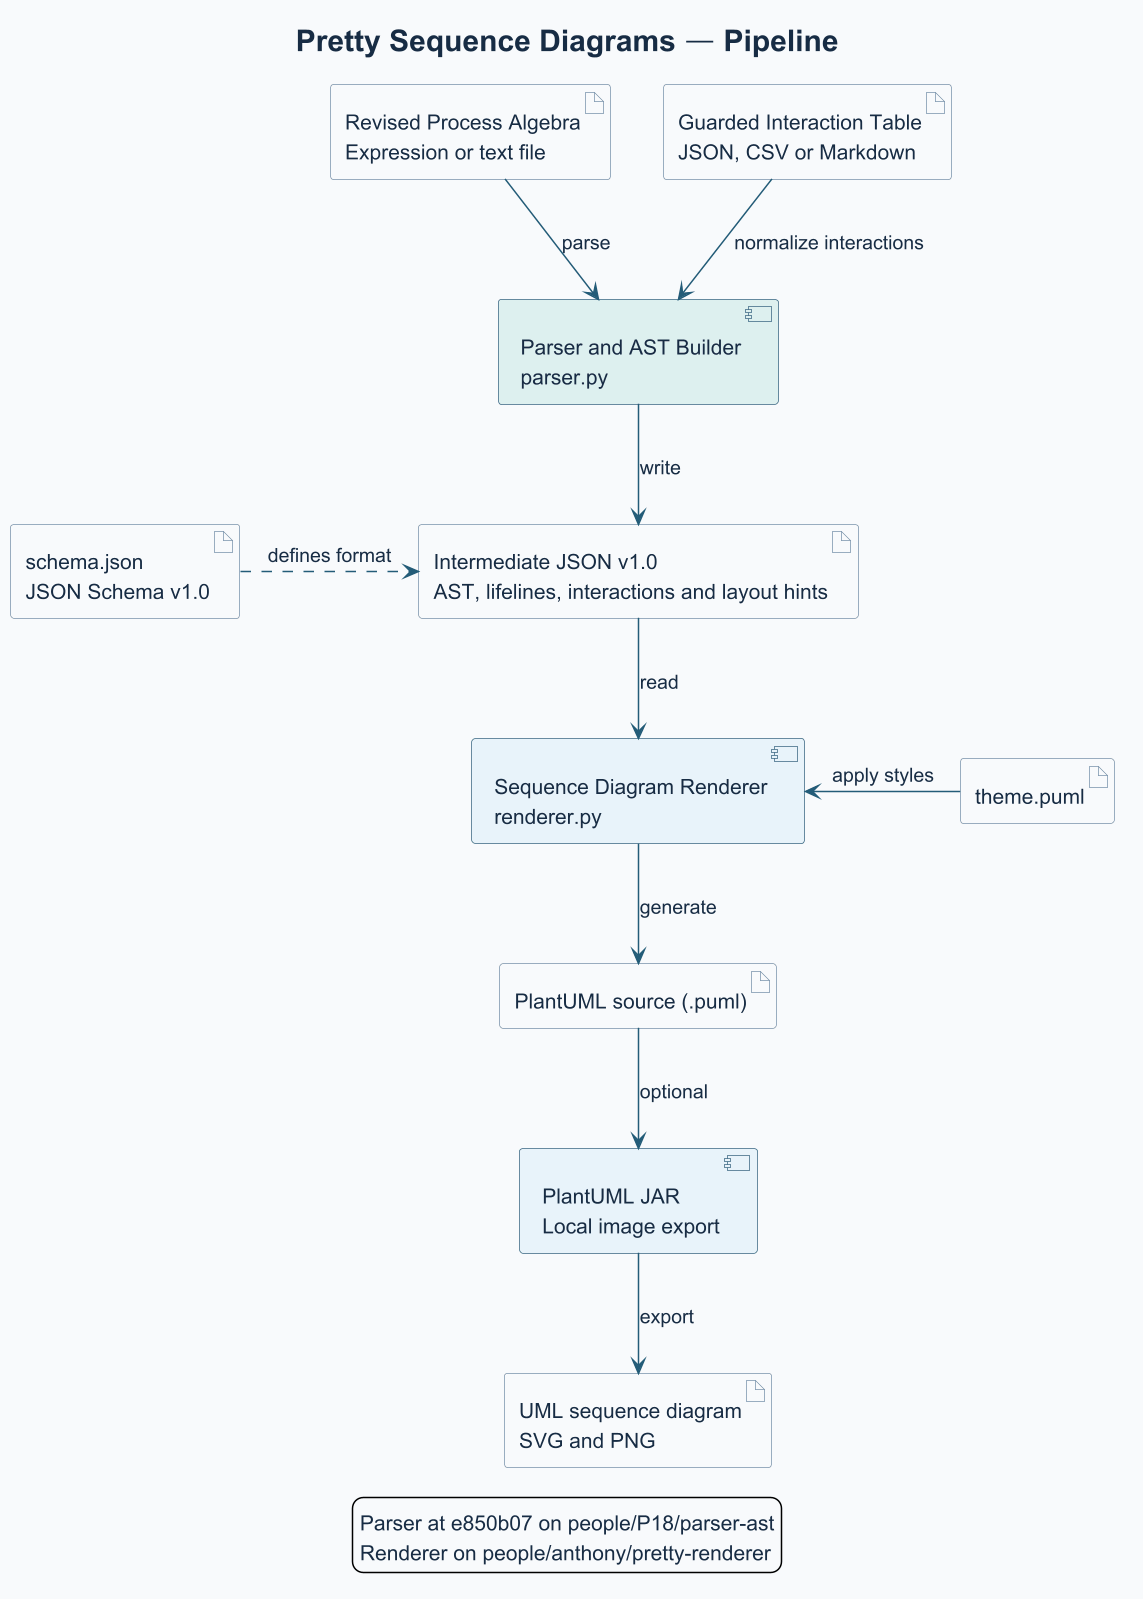 Pretty Sequence Diagrams — Pipeline
Revised Process Algebra
Expression or text file
Guarded Interaction Table
JSON, CSV or Markdown
parse
normalize interactions
Parser and AST Builder
parser.py
write
schema.json
JSON Schema v1.0
defines format
Intermediate JSON v1.0
AST, lifelines, interactions and layout hints
read
Sequence Diagram Renderer
renderer.py
apply styles
theme.puml
generate
PlantUML source (.puml)
optional
PlantUML JAR
Local image export
export
UML sequence diagram
SVG and PNG
Parser at e850b07 on people/P18/parser-ast
Renderer on people/anthony/pretty-renderer